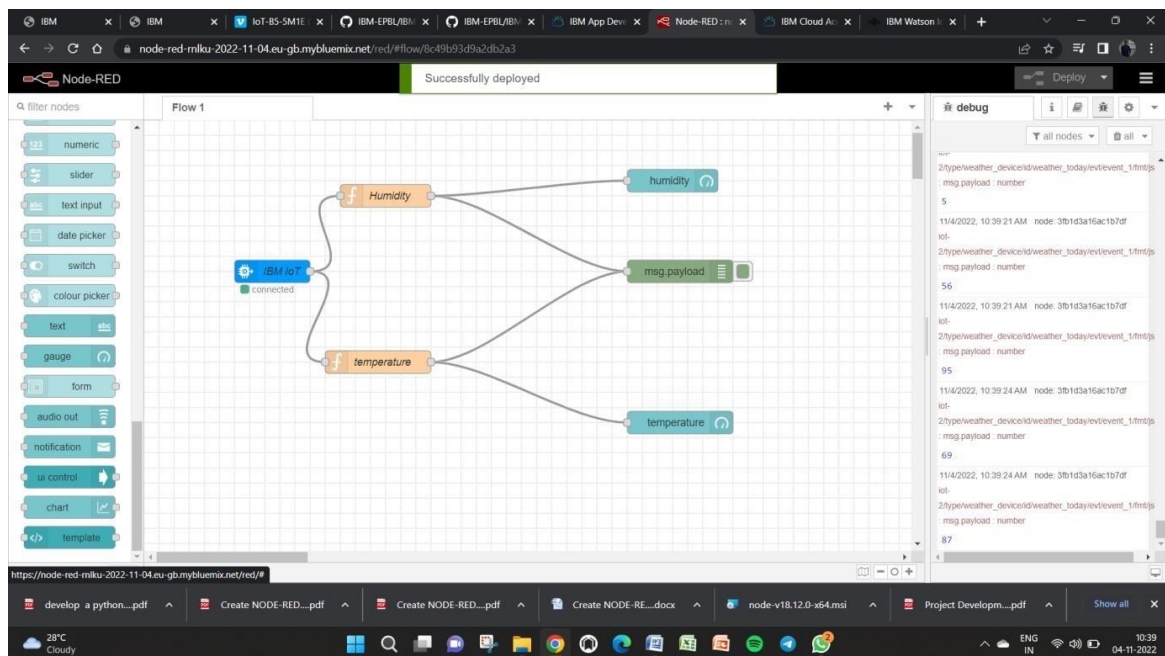 IBM
IBM
IoT-B5-5M1E
IBM-EPBL/IBM
IBM-EPBL/IBM
IBM App Deve
Node-RED : n
IBM Cloud Ac
IBM Watson
node-red-rnlku-2022-11-04.eu-gb.mybluemix.net/red/#flow/8c49b93d9a2db2a3
Node-RED
Successfully deployed
Deploy
filter nodes
Flow 1
debug
all nodes
all
123 numeric
slider
abc text input
date picker
switch
colour picker
text abc
gauge
form
audio out
notification
ui control
chart
</> template
f Humidity
humidity
IBM IoT
connected
msg.payload
f temperature
temperature
2/type/weather_device/id/weather_today/evt/event_1/fmt/js
: msg.payload : number
5
11/4/2022, 10:39:21 AM node: 3fb1d3a16ac1b7df
iot-
2/type/weather_device/id/weather_today/evt/event_1/fmt/js
: msg.payload : number
56
11/4/2022, 10:39:21 AM node: 3fb1d3a16ac1b7df
iot-
2/type/weather_device/id/weather_today/evt/event_1/fmt/js
: msg.payload : number
95
11/4/2022, 10:39:24 AM node: 3fb1d3a16ac1b7df
iot-
2/type/weather_device/id/weather_today/evt/event_1/fmt/js
: msg.payload : number
69
11/4/2022, 10:39:24 AM node: 3fb1d3a16ac1b7df
iot-
2/type/weather_device/id/weather_today/evt/event_1/fmt/js
: msg.payload : number
87
https://node-red-rnlku-2022-11-04.eu-gb.mybluemix.net/red/#
develop a python....pdf
Create NODE-RED....pdf
Create NODE-RED....pdf
Create NODE-RE....docx
node-v18.12.0-x64.msi
Project Developm....pdf
Show all
28°C
Cloudy
2
ENG
IN
10:39
04-11-2022